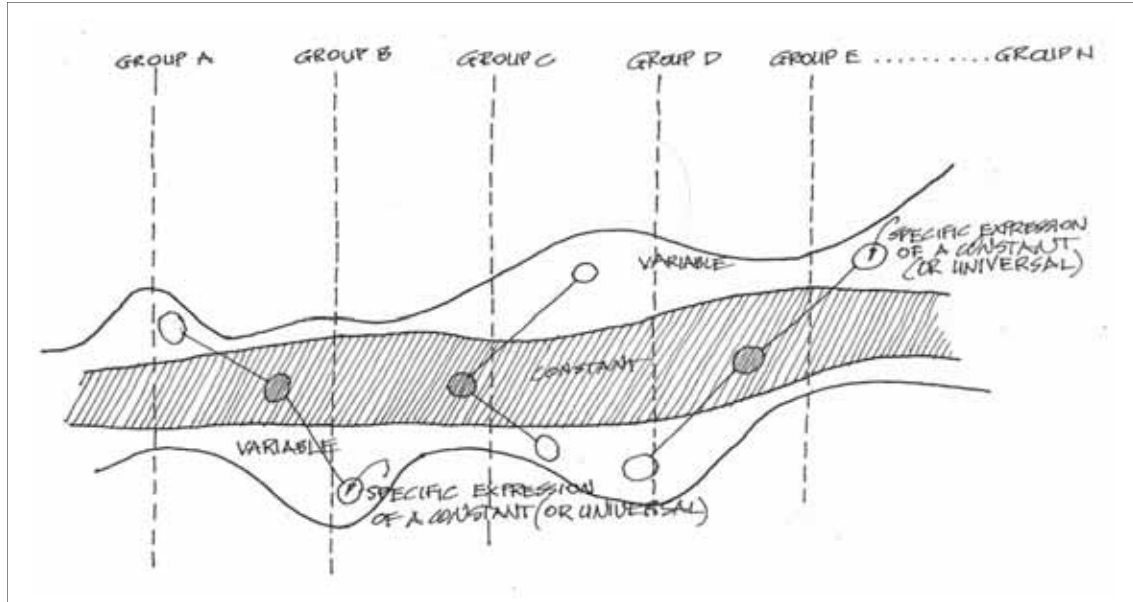 GROUP A GROUP B GROUP C GROUP D GROUP E .......... GROUP N
SPECIFIC EXPRESSION
OF A CONSTANT
(OR UNIVERSAL)
VARIABLE
CONSTANT
VARIABLE
SPECIFIC EXPRESSION
OF A CONSTANT (OR UNIVERSAL)